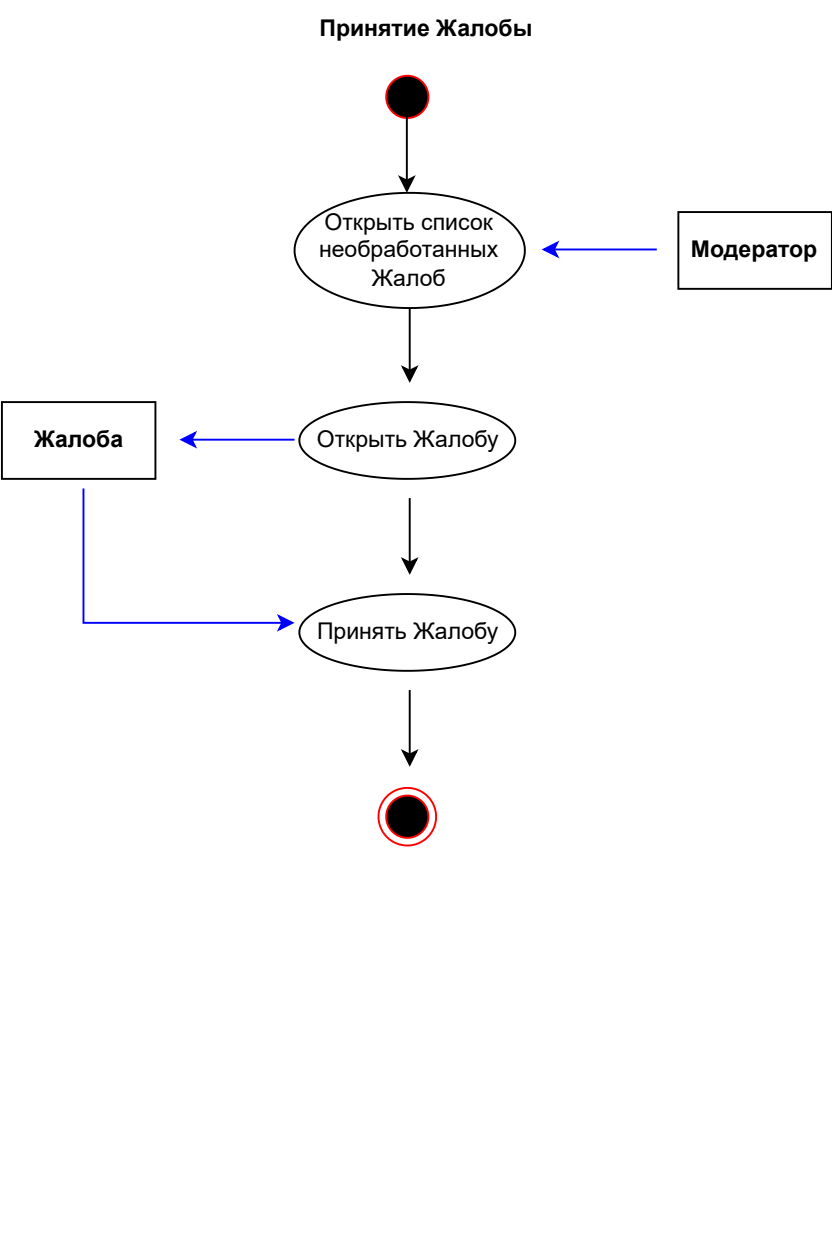 Принятие Жалобы
Открыть список
необработанных
Жалоб
Модератор
Жалоба
Открыть Жалобу
Принять Жалобу